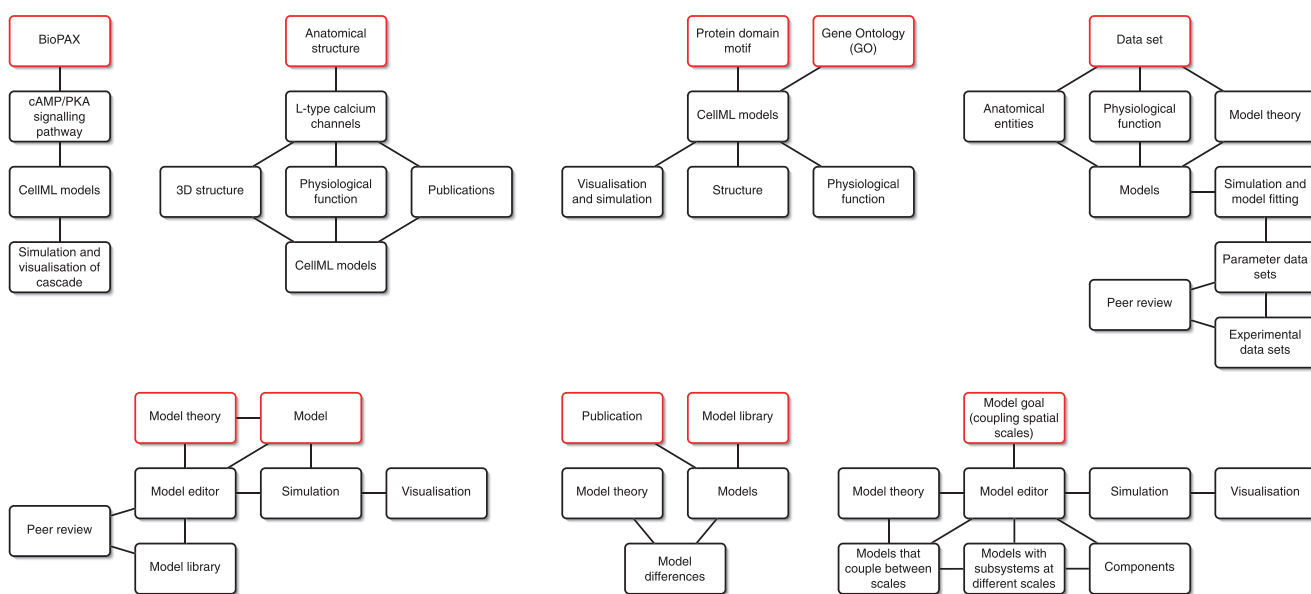 BioPAX
cAMP/PKA
signalling
pathway
CellML models
Simulation and
visualisation of
cascade
Anatomical
structure
L-type calcium
channels
3D structure
Physiological
function
Publications
CellML models
Protein domain
motif
Gene Ontology
(GO)
CellML models
Visualisation
and simulation
Structure
Physiological
function
Data set
Anatomical
entities
Physiological
function
Model theory
Models
Simulation and
model fitting
Parameter data
sets
Peer review
Experimental
data sets
Model theory
Model
Model editor
Simulation
Visualisation
Peer review
Model library
Publication
Model library
Model theory
Models
Model
differences
Model goal
(coupling spatial
scales)
Model theory
Model editor
Simulation
Visualisation
Models that
couple between
scales
Models with
subsystems at
different scales
Components